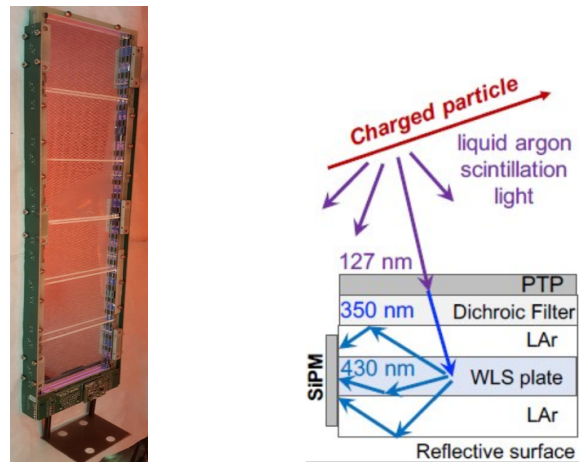 Charged particle
liquid argon
scintillation
light
127 nm
PTP
350 nm
Dichroic Filter
LAr
SiPM
430 nm
WLS plate
LAr
Reflective surface